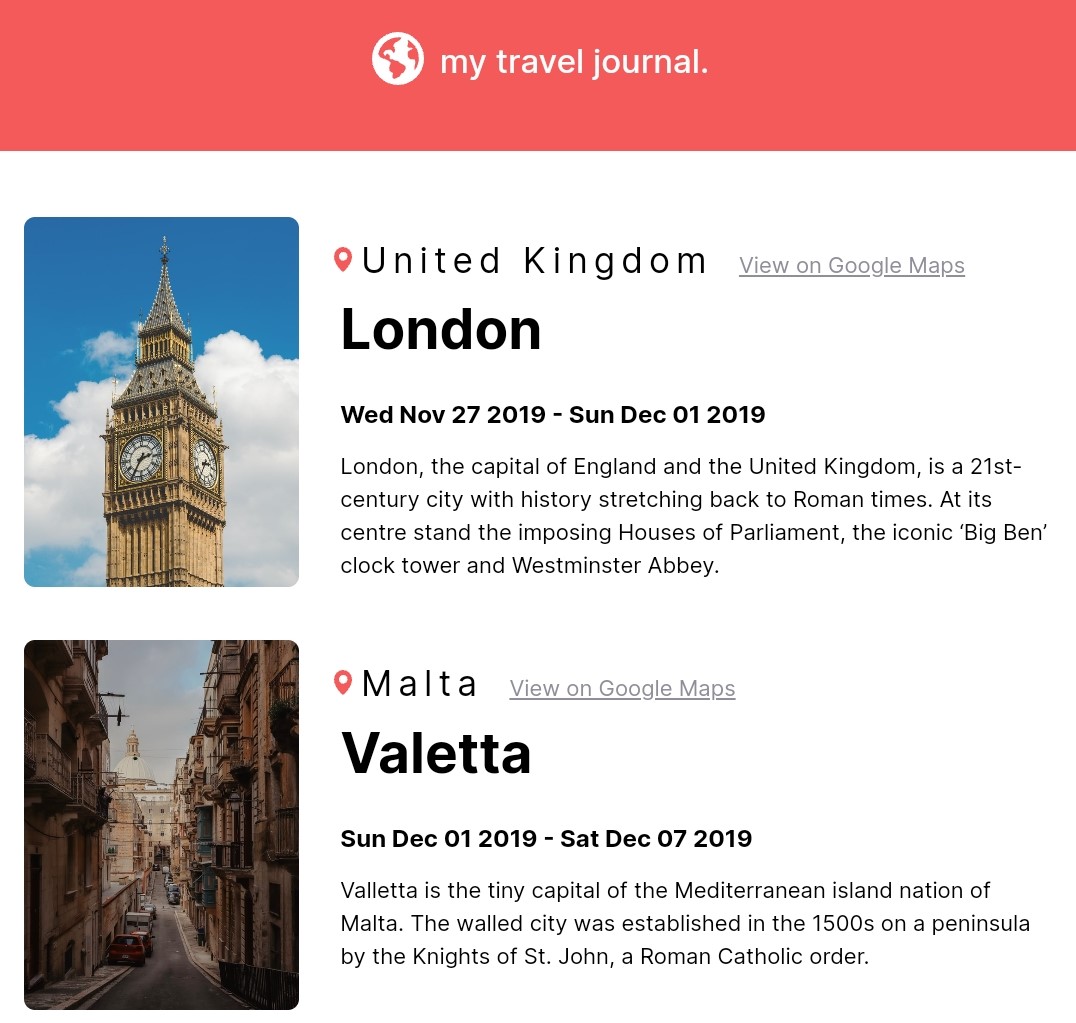 my travel journal.
United Kingdom View on Google Maps
London
Wed Nov 27 2019 - Sun Dec 01 2019
London, the capital of England and the United Kingdom, is a 21st-
century city with history stretching back to Roman times. At its
centre stand the imposing Houses of Parliament, the iconic ‘Big Ben’
clock tower and Westminster Abbey.
Malta View on Google Maps
Valetta
Sun Dec 01 2019 - Sat Dec 07 2019
Valletta is the tiny capital of the Mediterranean island nation of
Malta. The walled city was established in the 1500s on a peninsula
by the Knights of St. John, a Roman Catholic order.